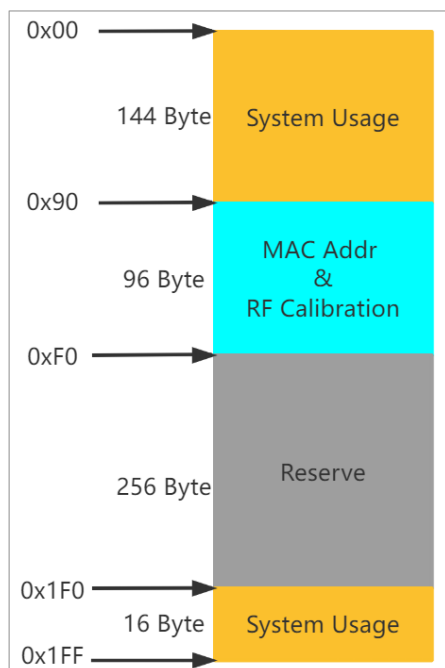 0x00
144 Byte
System Usage
0x90
96 Byte
MAC Addr
&
RF Calibration
0xF0
256 Byte
Reserve
0x1F0
16 Byte
System Usage
0x1FF